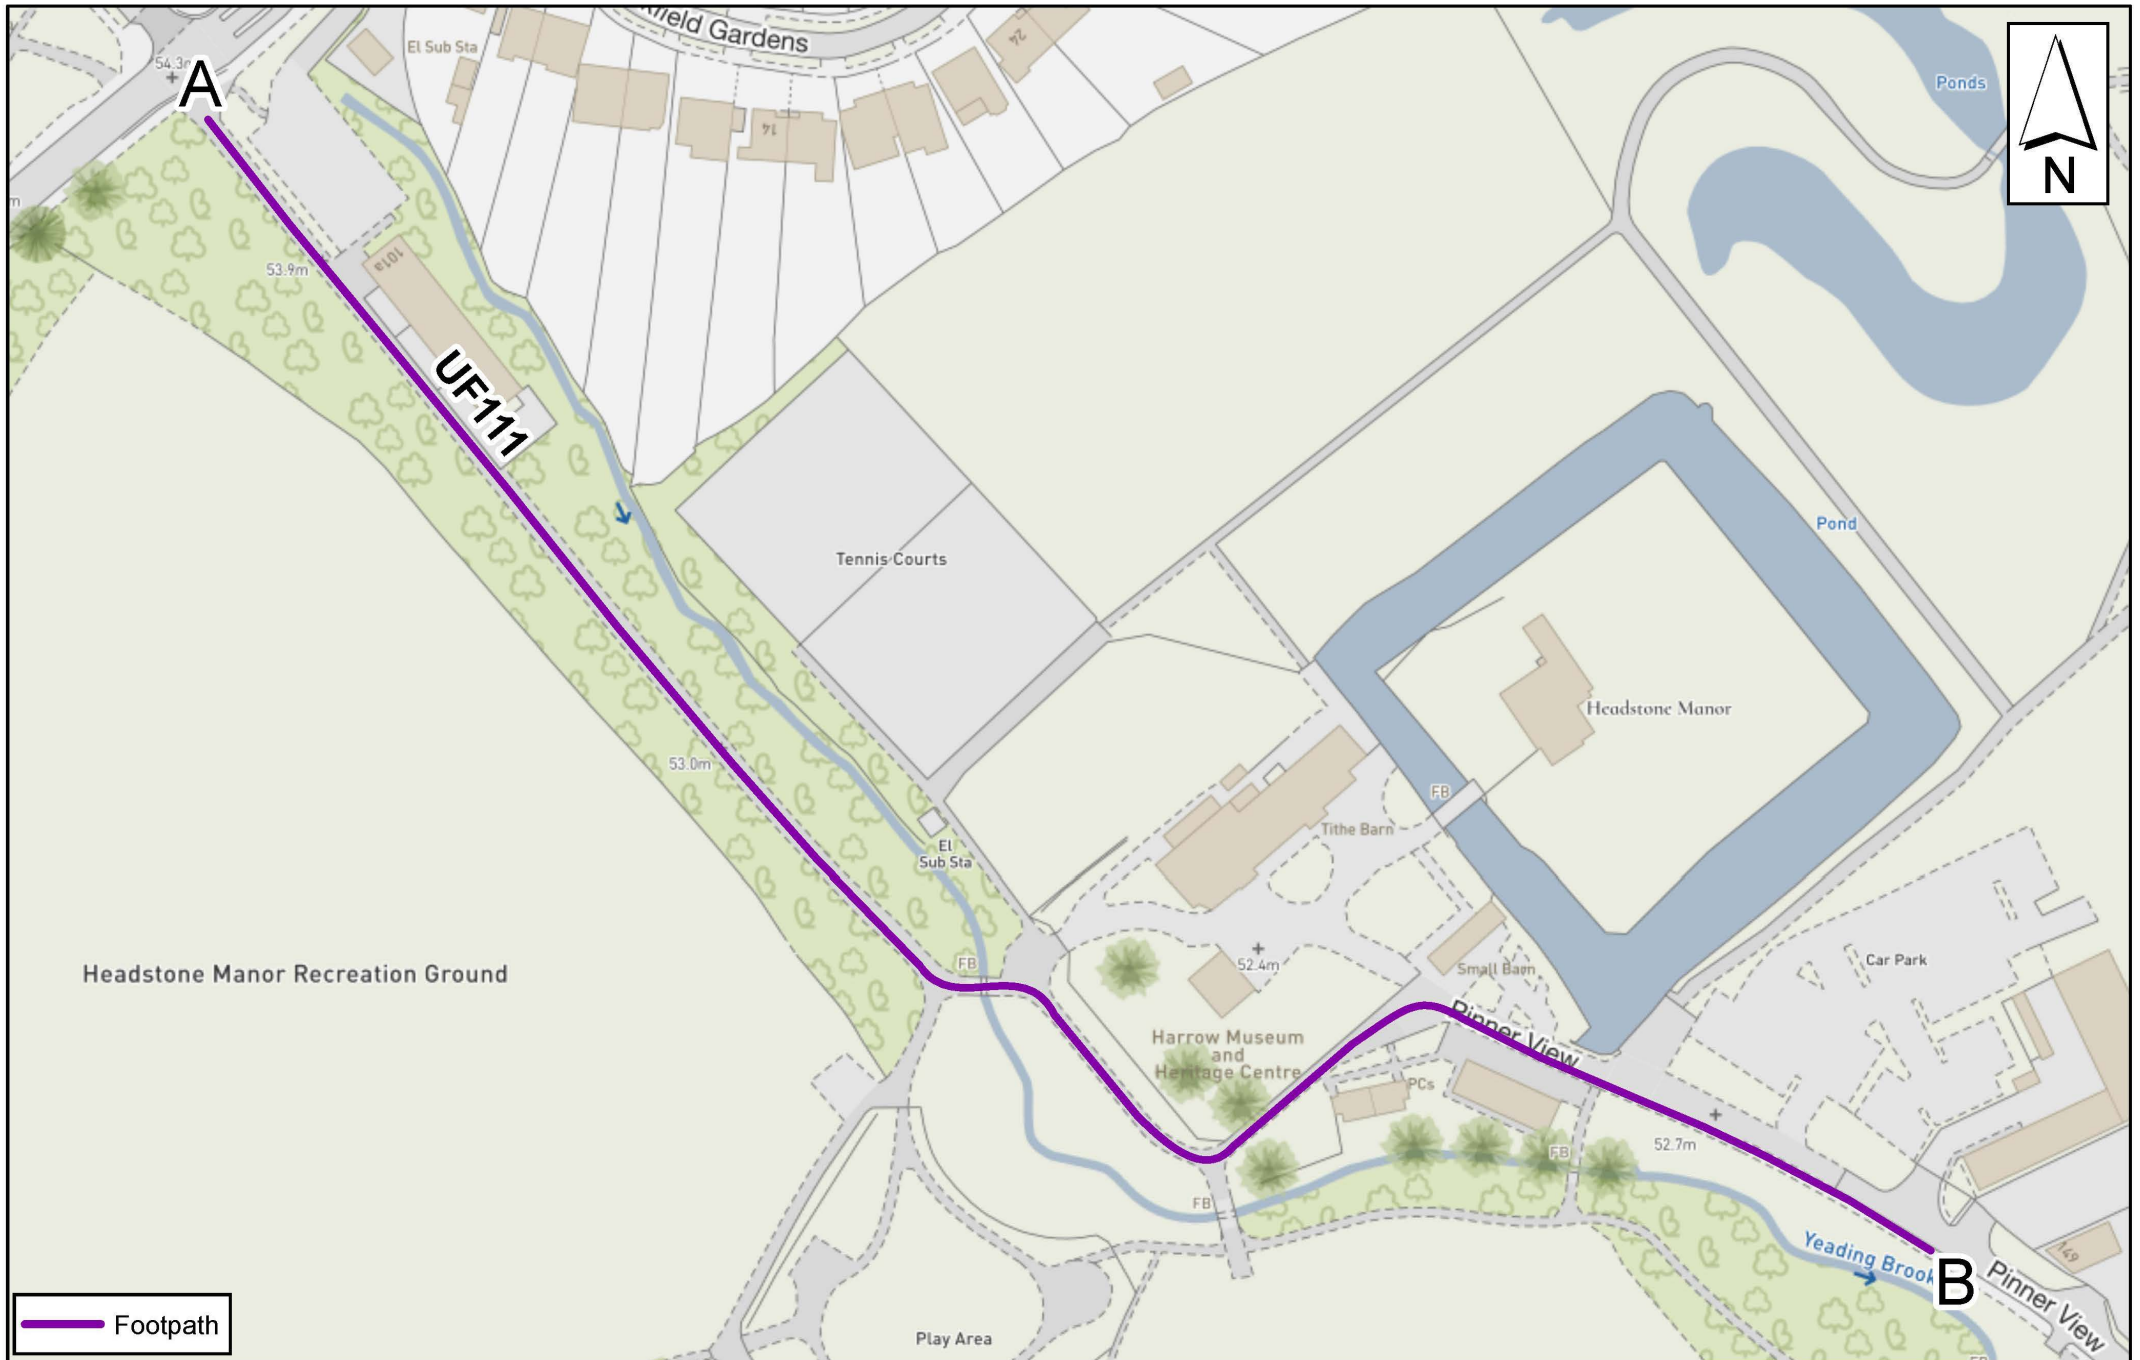 kfield Gardens
24
El Sub Sta
54.3m
A
Ponds
N
14
m
53.9m
101a
UF111
Pond
Tennis Courts
Headstone Manor
53.0m
FB
Tithe Barn
El
Sub Sta
FB
52.4m
Small Barn
Car Park
Headstone Manor Recreation Ground
Pinner View
Harrow Museum
and
Heritage Centre
PCs
52.7m
FB
FB
Yeading Brook
B
149
Pinner View
Footpath
Play Area
FB